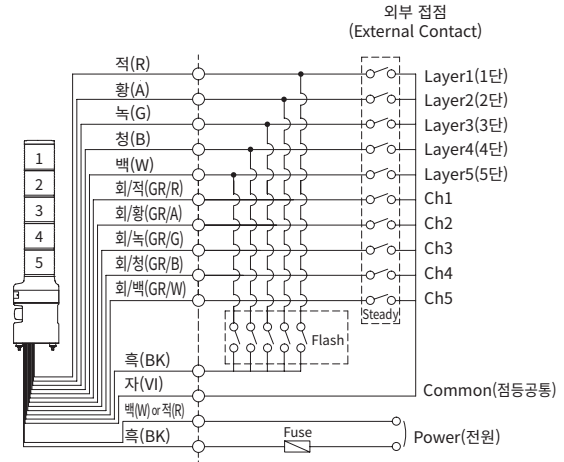 외부 접점
(External Contact)
적(R)
Layer1(1단)
황(A)
Layer2(2단)
녹(G)
Layer3(3단)
청(B)
Layer4(4단)
백(W)
Layer5(5단)
회/적(GR/R)
Ch1
회/황(GR/A)
Ch2
회/녹(GR/G)
Ch3
회/청(GR/B)
Ch4
회/백(GR/W)
Ch5
1
2
3
4
5
Steady
Flash
흑(BK)
자(VI)
Common(점등공통)
백(W) or 적(R)
흑(BK)
Fuse
Power(전원)